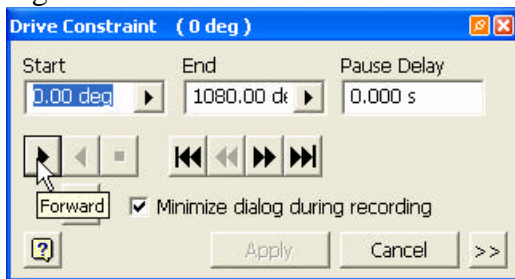 Drive Constraint ( 0 deg )
Start End Pause Delay
0.00 deg 1080.00 de 0.000 s
Forward Minimize dialog during recording
? Apply Cancel >>